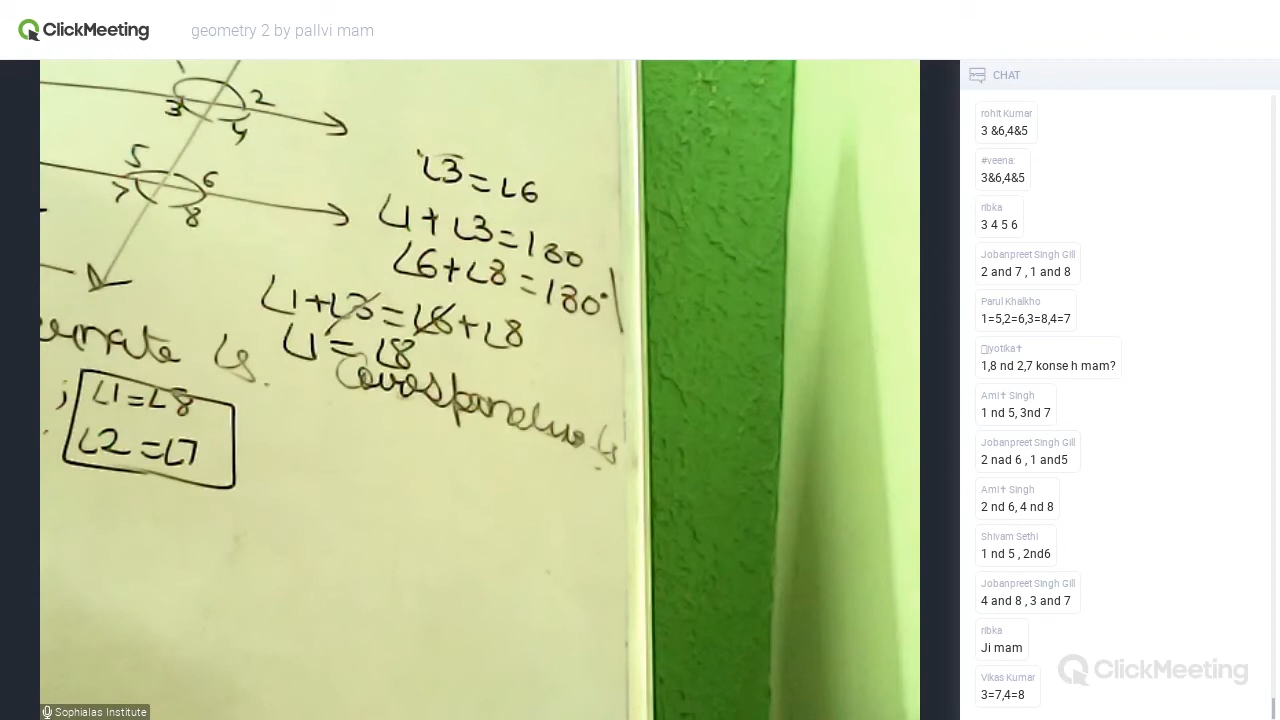 ClickMeeting
geometry 2 by pallvi mam
1
3 2
4
5
7 6
8
∠3 = ∠6
∠1 + ∠3 = 180
∠6 + ∠8 = 180°
∠1 + ∠3 = ∠6 + ∠8
∠1 = ∠8
∠s.
∠1 = ∠8
∠2 = ∠7
Sophialas Institute
CHAT
rohit Kumar
3 &6,4&5
#veena:
3&6,4&5
ribka
3 4 5 6
Jobanpreet Singh Gill
2 and 7 , 1 and 8
Parul Khalkho
1=5,2=6,3=8,4=7
jyotika✝
1,8 nd 2,7 konse h mam?
Ami✝ Singh
1 nd 5, 3nd 7
Jobanpreet Singh Gill
2 nad 6 , 1 and5
Ami✝ Singh
2 nd 6, 4 nd 8
Shivam Sethi
1 nd 5 , 2nd6
Jobanpreet Singh Gill
4 and 8 , 3 and 7
ribka
Ji mam
Vikas Kumar
3=7,4=8
ClickMeeting